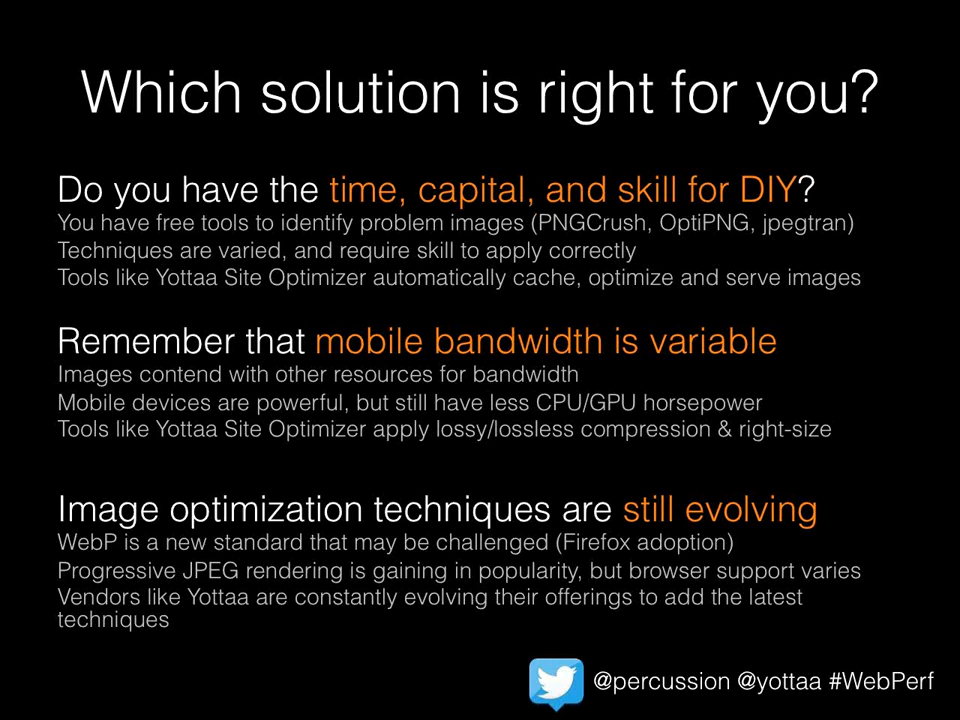 Which solution is right for you?
Do you have the time, capital, and skill for DIY?
You have free tools to identify problem images (PNGCrush, OptiPNG, jpegtran)
Techniques are varied, and require skill to apply correctly
Tools like Yottaa Site Optimizer automatically cache, optimize and serve images
Remember that mobile bandwidth is variable
Images contend with other resources for bandwidth
Mobile devices are powerful, but still have less CPU/GPU horsepower
Tools like Yottaa Site Optimizer apply lossy/lossless compression & right-size
Image optimization techniques are still evolving
WebP is a new standard that may be challenged (Firefox adoption)
Progressive JPEG rendering is gaining in popularity, but browser support varies
Vendors like Yottaa are constantly evolving their offerings to add the latest
techniques
@percussion @yottaa #WebPerf